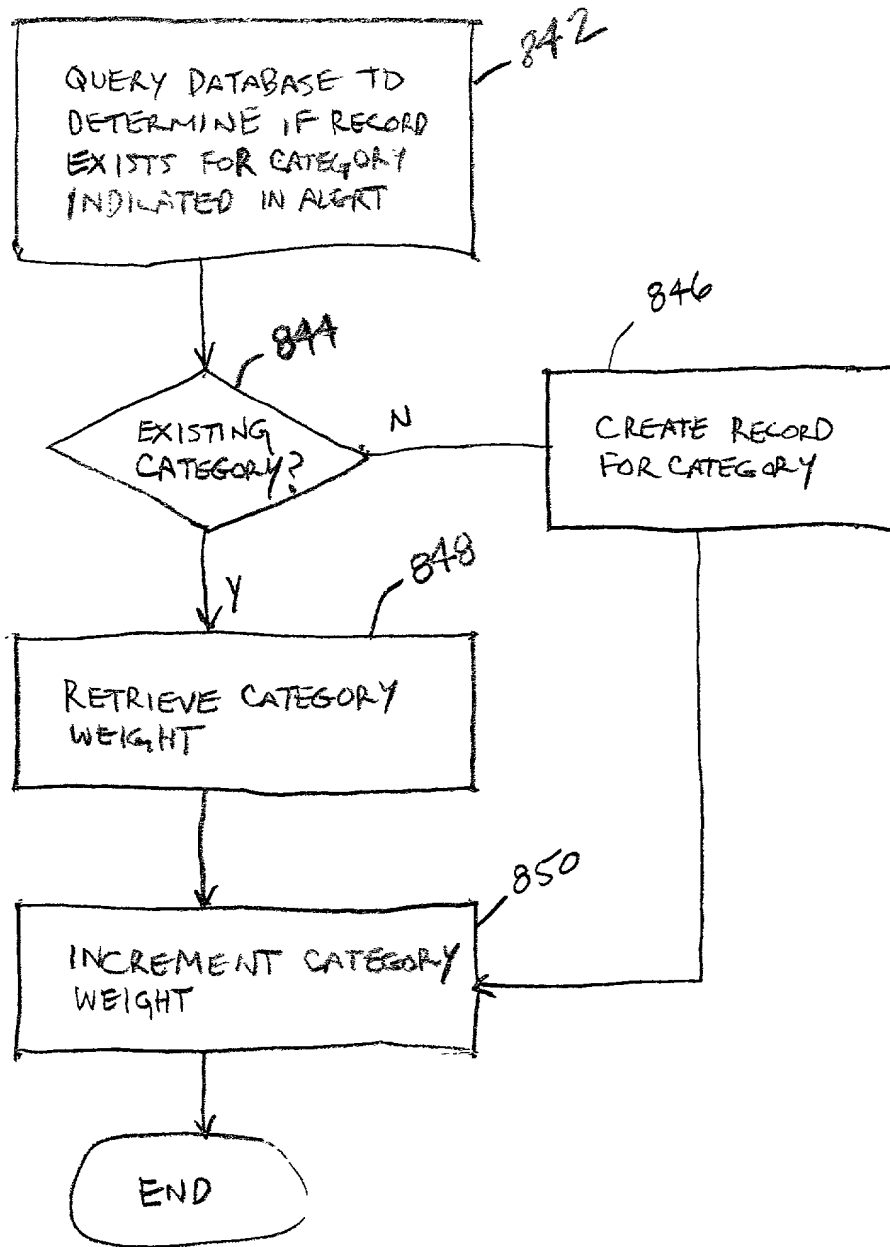 842
QUERY DATABASE TO
DETERMINE IF RECORD
EXISTS FOR CATEGORY
INDICATED IN ALERT
844
EXISTING
CATEGORY?
N
846
CREATE RECORD
FOR CATEGORY
Y
848
RETRIEVE CATEGORY
WEIGHT
850
INCREMENT CATEGORY
WEIGHT
END